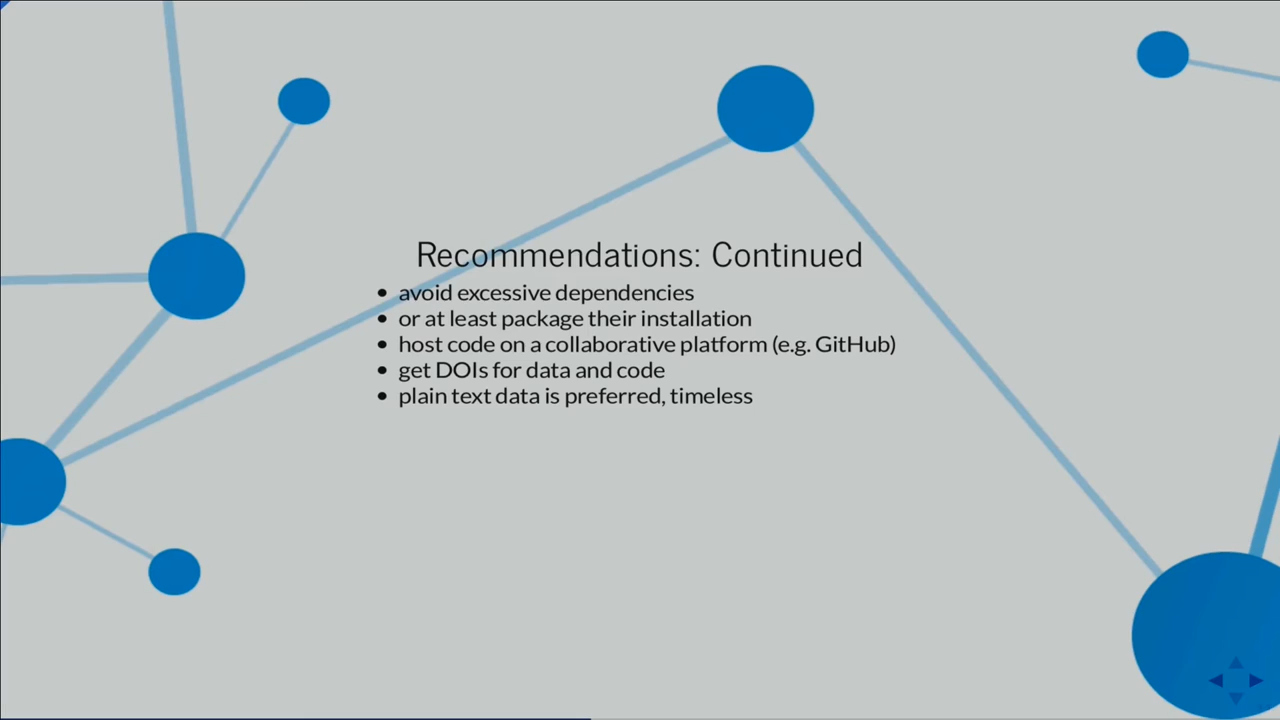 Recommendations: Continued
• avoid excessive dependencies
• or at least package their installation
• host code on a collaborative platform (e.g. GitHub)
• get DOIs for data and code
• plain text data is preferred, timeless